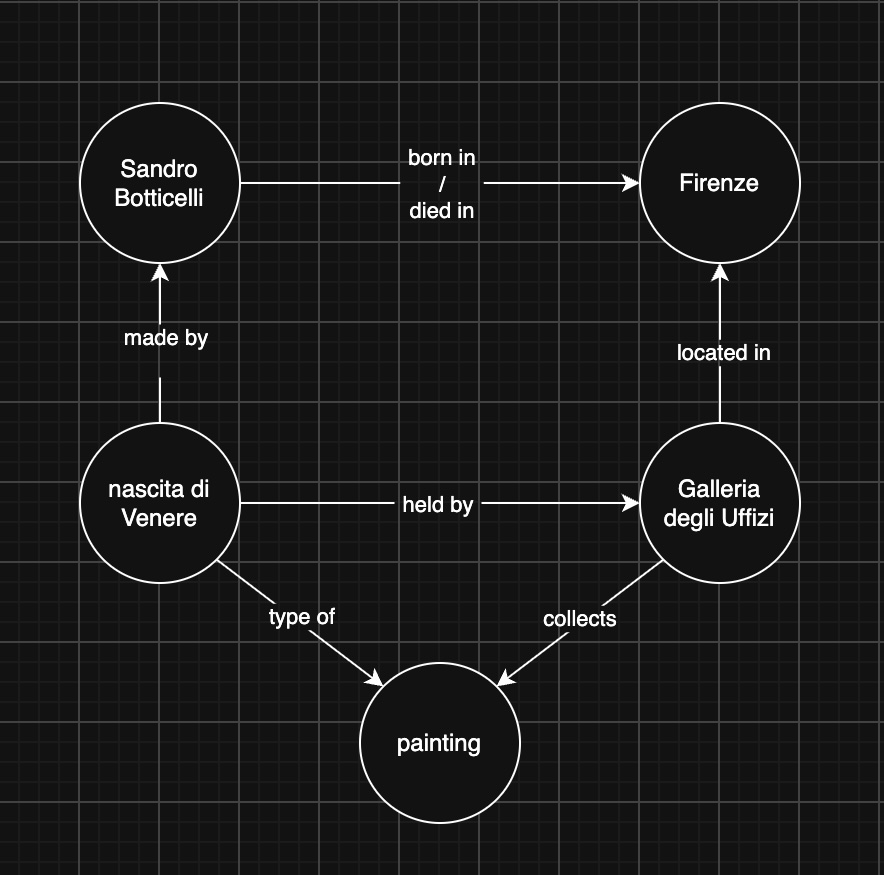 Sandro
Botticelli
born in
/
died in
Firenze
made by
located in
nascita di
Venere
held by
Galleria
degli Uffizi
type of
collects
painting